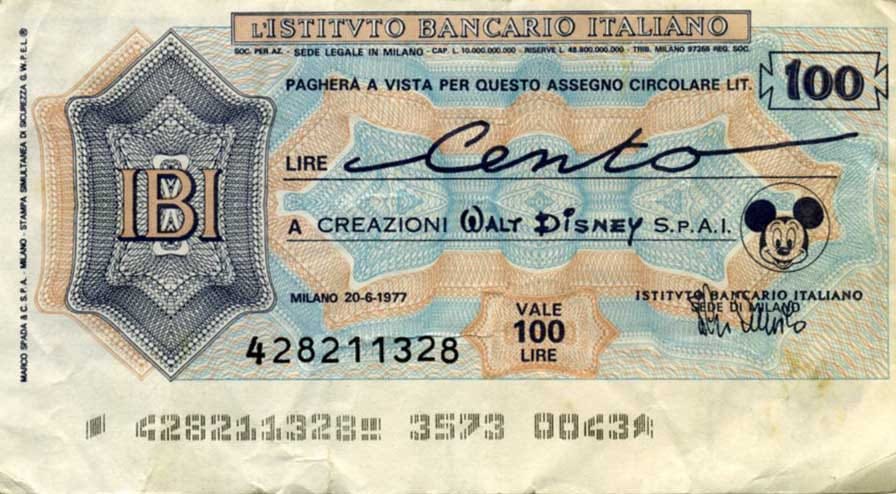 L'ISTITVTO BANCARIO ITALIANO
SOC. PER AZ. - SEDE LEGALE IN MILANO - CAP. L. 10.000.000.000 - RISERVE L. 48.800.000.000 - TRIB. MILANO 97268 REG. SOC.
PAGHERÀ A VISTA PER QUESTO ASSEGNO CIRCOLARE LIT. 100
LIRE Cento
IBI
A CREAZIONI WALT DISNEY S.P.A.I.
MILANO 20-6-1977
ISTITVTO BANCARIO ITALIANO
SEDE DI MILANO
VALE
100
LIRE
428211328
428211328 3573 0043
MARCO SPADA & C. S.P.A. - MILANO - STAMPA SIMULTANEA DI SICUREZZA G.W.P.E.L.®